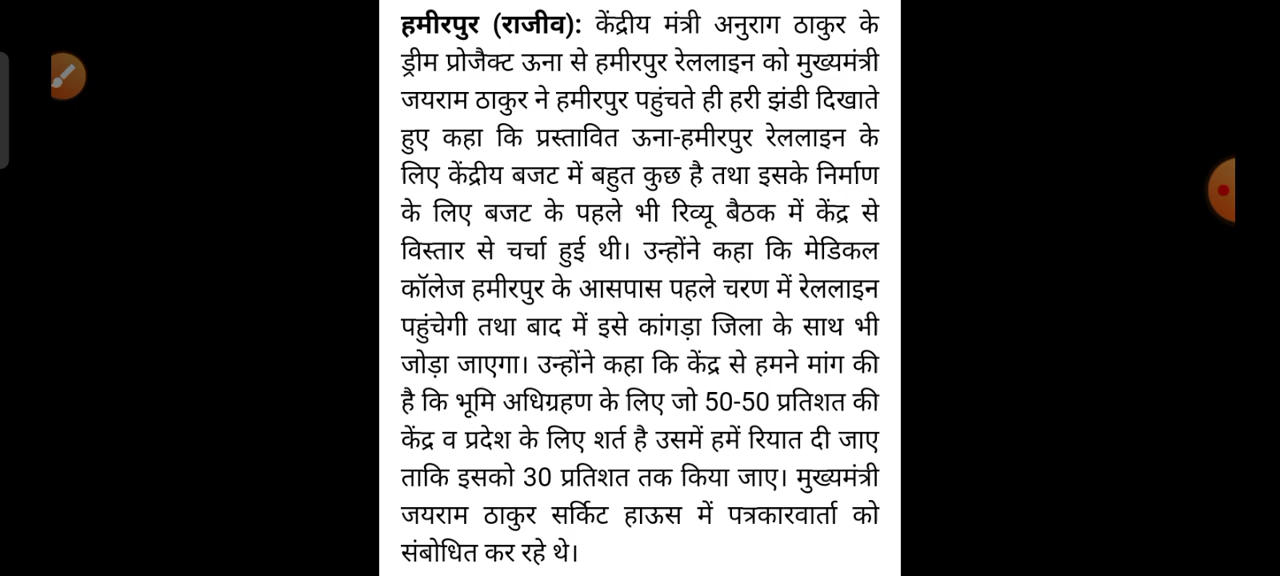 हमीरपुर (राजीव): केंद्रीय मंत्री अनुराग ठाकुर के
ड्रीम प्रोजैक्ट ऊना से हमीरपुर रेललाइन को मुख्यमंत्री
जयराम ठाकुर ने हमीरपुर पहुंचते ही हरी झंडी दिखाते
हुए कहा कि प्रस्तावित ऊना-हमीरपुर रेललाइन के
लिए केंद्रीय बजट में बहुत कुछ है तथा इसके निर्माण
के लिए बजट के पहले भी रिव्यू बैठक में केंद्र से
विस्तार से चर्चा हुई थी। उन्होंने कहा कि मेडिकल
कॉलेज हमीरपुर के आसपास पहले चरण में रेललाइन
पहुंचेगी तथा बाद में इसे कांगड़ा जिला के साथ भी
जोड़ा जाएगा। उन्होंने कहा कि केंद्र से हमने मांग की
है कि भूमि अधिग्रहण के लिए जो 50-50 प्रतिशत की
केंद्र व प्रदेश के लिए शर्त है उसमें हमें रियात दी जाए
ताकि इसको 30 प्रतिशत तक किया जाए। मुख्यमंत्री
जयराम ठाकुर सर्किट हाऊस में पत्रकारवार्ता को
संबोधित कर रहे थे।